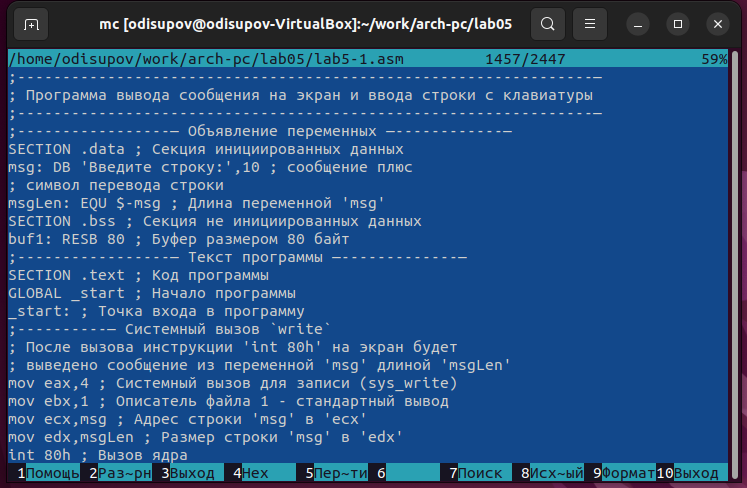 mc [odisupov@odisupov-VirtualBox]:~/work/arch-pc/lab05
/home/odisupov/work/arch-pc/lab05/lab5-1.asm 1457/2447 59%
;-----------------------------------------------------------------—
; Программа вывода сообщения на экран и ввода строки с клавиатуры
;-----------------------------------------------------------------—
;-----------------— Объявление переменных —------------—
SECTION .data ; Секция инициированных данных
msg: DB 'Введите строку:',10 ; сообщение плюс
; символ перевода строки
msgLen: EQU $-msg ; Длина переменной 'msg'
SECTION .bss ; Секция не инициированных данных
buf1: RESB 80 ; Буфер размером 80 байт
;-----------------— Текст программы —-------------—
SECTION .text ; Код программы
GLOBAL _start ; Начало программы
_start: ; Точка входа в программу
;----------— Системный вызов `write`
; После вызова инструкции 'int 80h' на экран будет
; выведено сообщение из переменной 'msg' длиной 'msgLen'
mov eax,4 ; Системный вызов для записи (sys_write)
mov ebx,1 ; Описатель файла 1 - стандартный вывод
mov ecx,msg ; Адрес строки 'msg' в 'ecx'
mov edx,msgLen ; Размер строки 'msg' в 'edx'
int 80h ; Вызов ядра
1Помощь 2Раз~рн 3Выход 4Hex 5Пер~ти 6 7Поиск 8Исх~ый 9Формат 10Выход